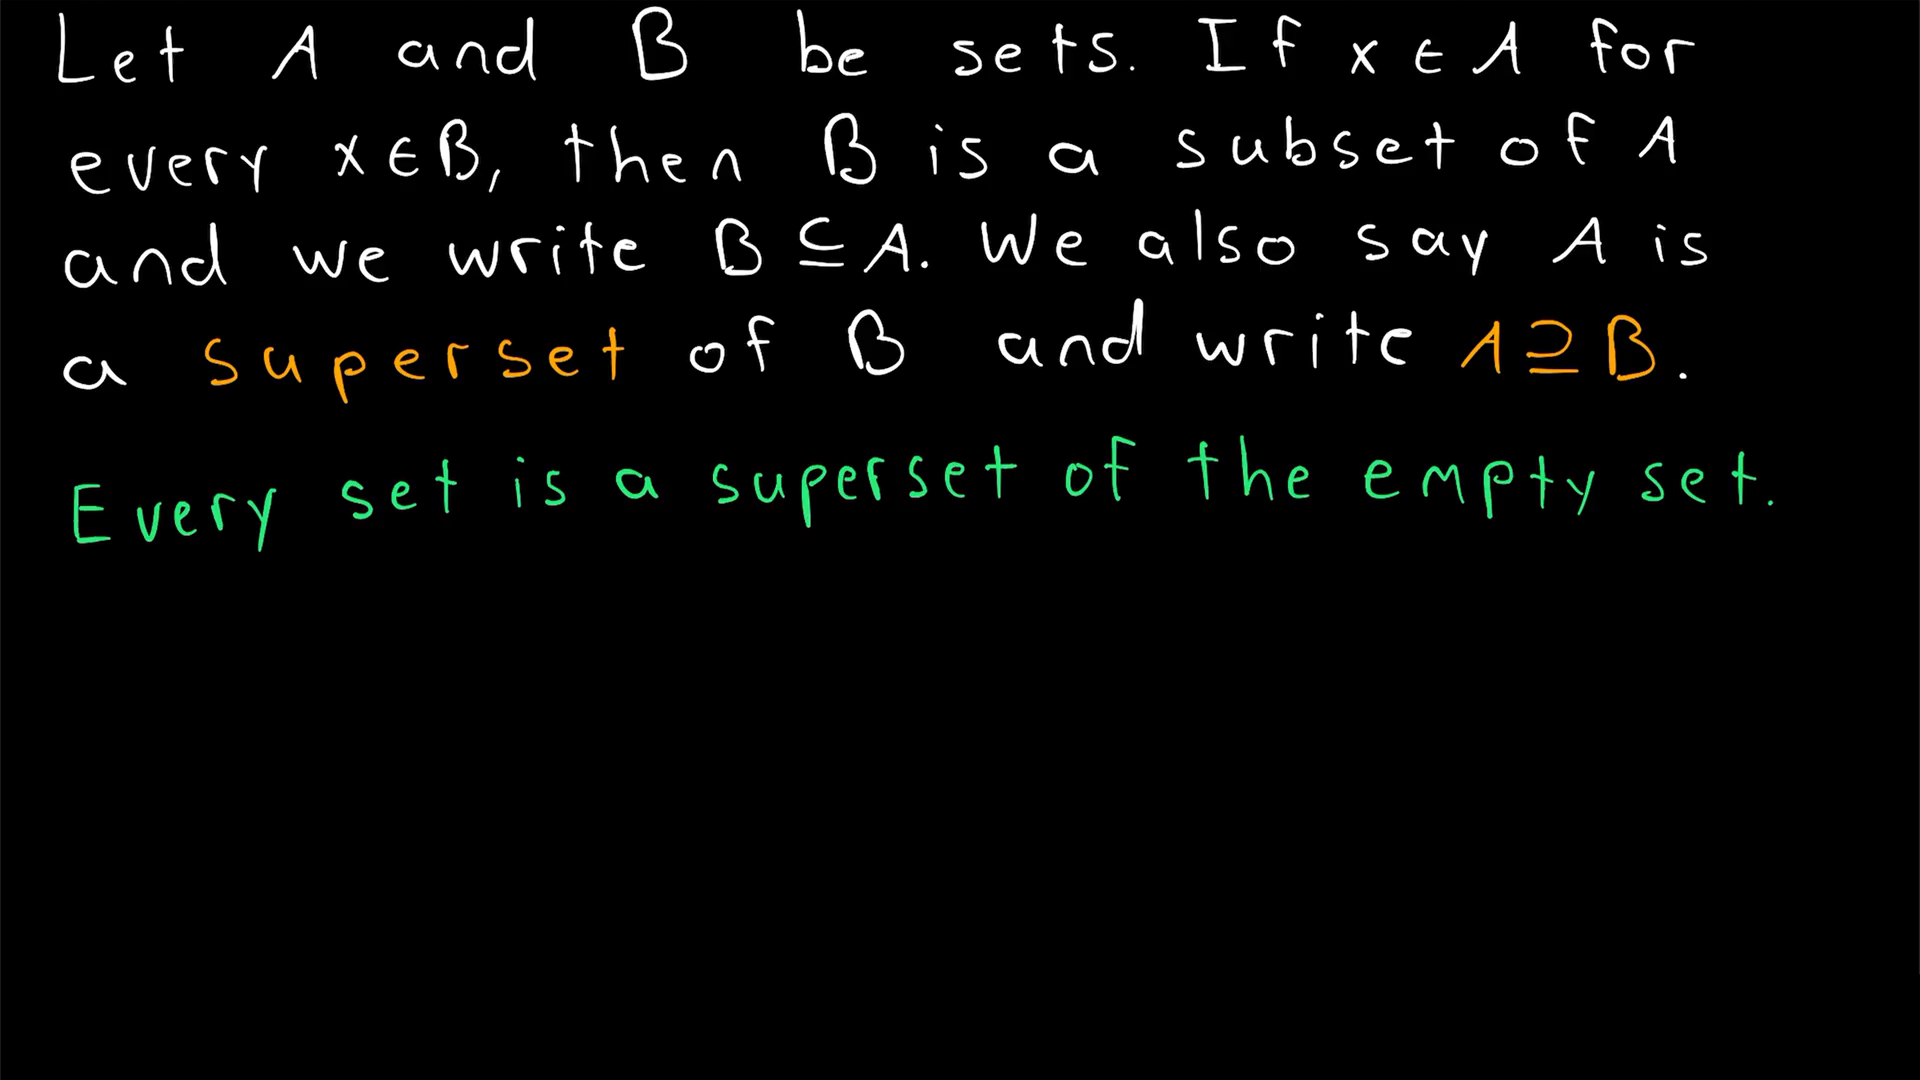 Let A and B be sets. If x ∈ A for
every x ∈ B, then B is a subset of A
and we write B ⊆ A. We also say A is
a superset of B and write A ⊇ B.
Every set is a superset of the empty set.